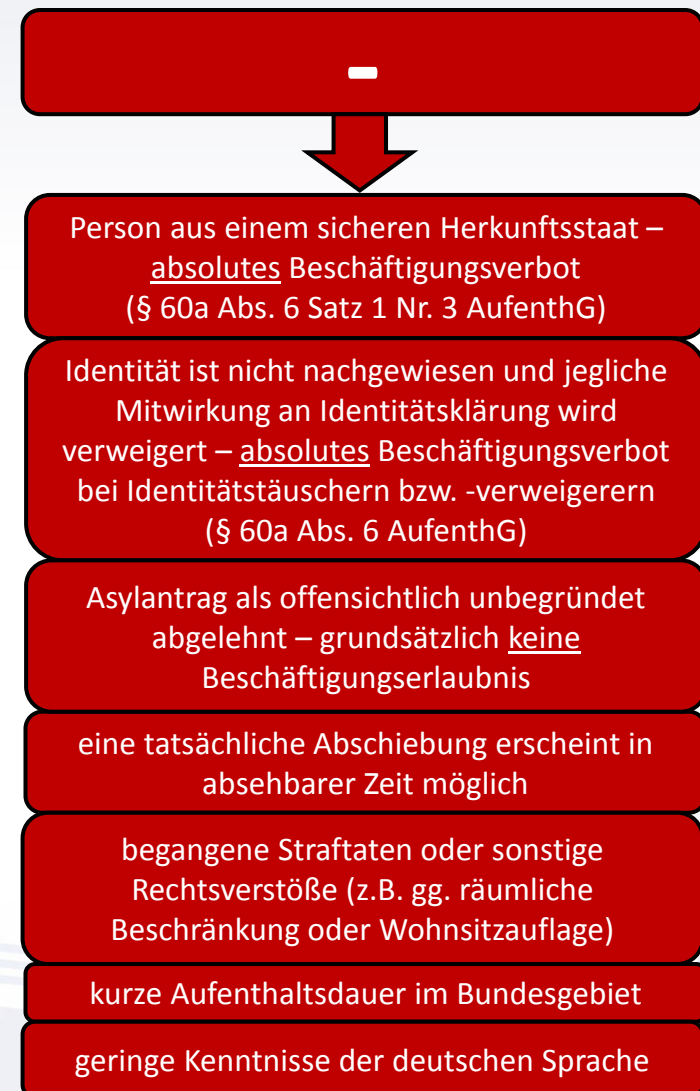 -
Person aus einem sicheren Herkunftsstaat –
absolutes Beschäftigungsverbot
(§ 60a Abs. 6 Satz 1 Nr. 3 AufenthG)
Identität ist nicht nachgewiesen und jegliche
Mitwirkung an Identitätsklärung wird
verweigert – absolutes Beschäftigungsverbot
bei Identitätstäuschern bzw. -verweigerern
(§ 60a Abs. 6 AufenthG)
Asylantrag als offensichtlich unbegründet
abgelehnt – grundsätzlich keine
Beschäftigungserlaubnis
eine tatsächliche Abschiebung erscheint in
absehbarer Zeit möglich
begangene Straftaten oder sonstige
Rechtsverstöße (z.B. gg. räumliche
Beschränkung oder Wohnsitzauflage)
kurze Aufenthaltsdauer im Bundesgebiet
geringe Kenntnisse der deutschen Sprache